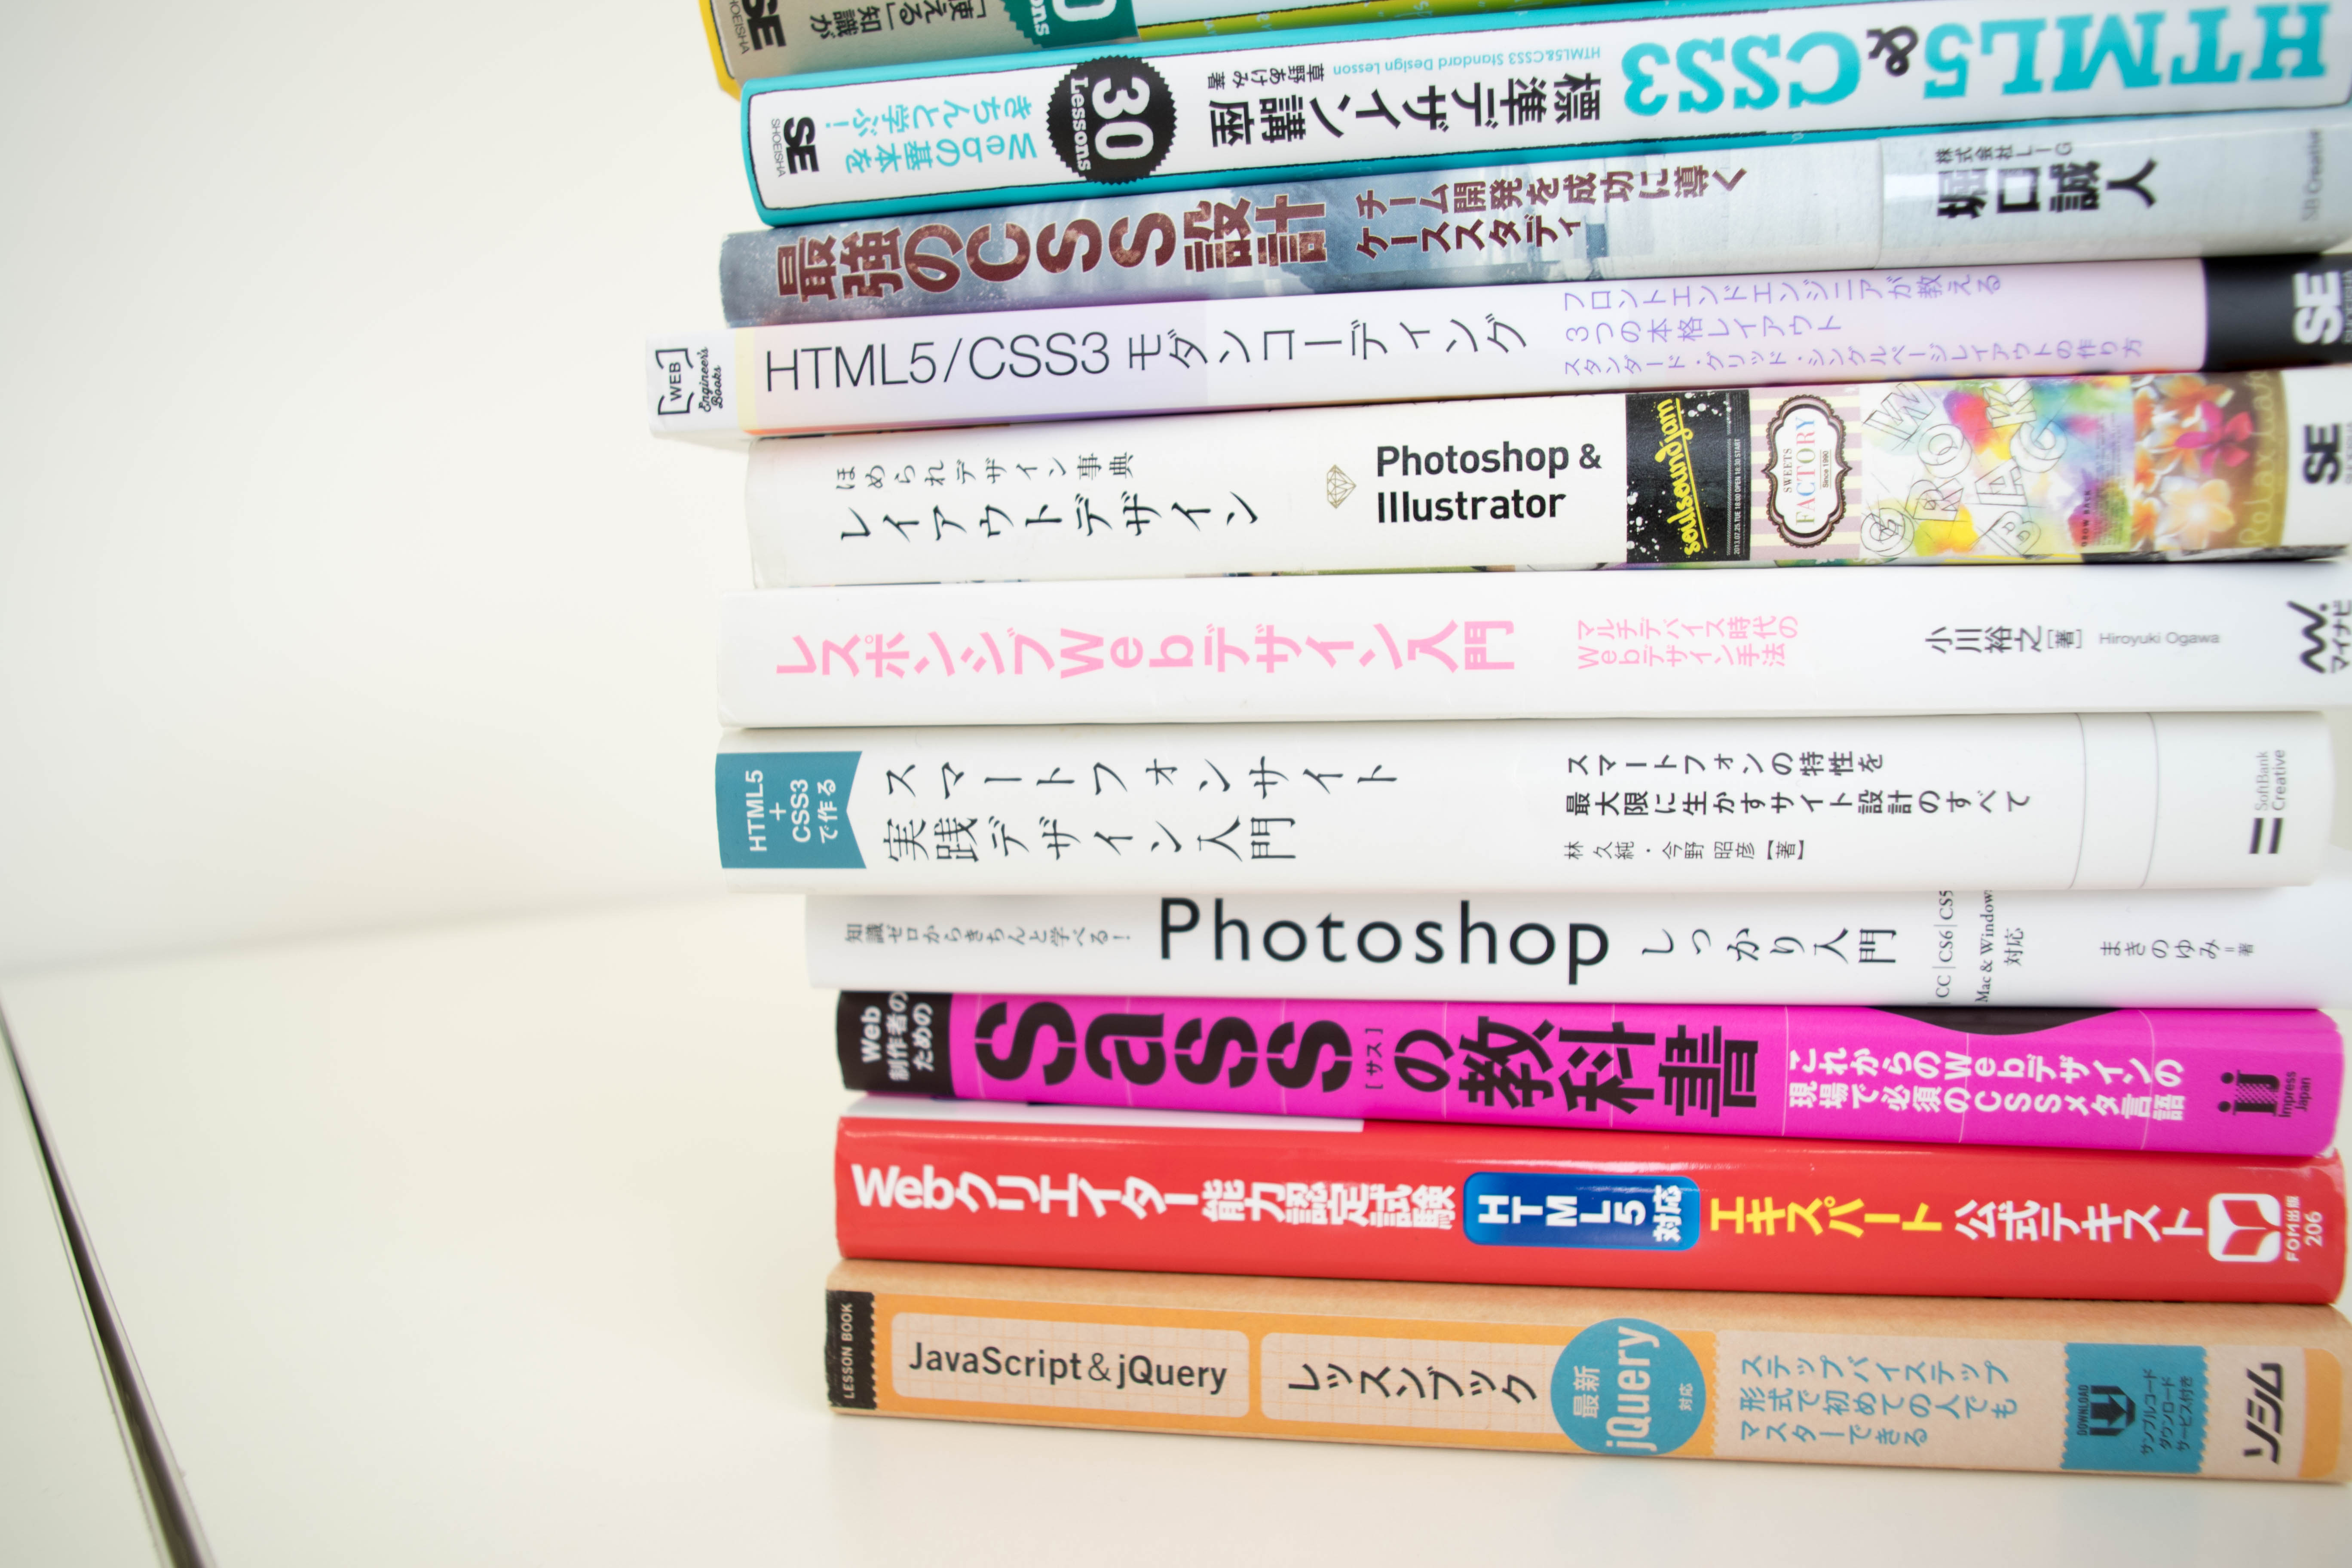 SE
SHOEISHA
「使える」知識が
HTML5
&
CSS3
標準デザイン講座
HTML5&CSS3 Standard Design Lesson
草野あけみ 著
30
Lessons
Webの基本を
きちんと学ぶ!
SE
SHOEISHA
最強のCSS設計
チーム開発を成功に導く
ケーススタディ
株式会社LIG
堀口誠人
SB Creative
WEB
Engineer's
Books
HTML5/CSS3 モダンコーディング
フロントエンドエンジニアが教える
3つの本格レイアウト
スタンダード・グリッド・シングルページレイアウトの作り方
SE
ほめられデザイン事典
レイアウトデザイン
Photoshop &
Illustrator
soulsoundjam
2013.07.25.TUE 18:00 OPEN 18:30 START
SWEETS
FACTORY
Since 1990
GROW
BACK
SE
レスポンシブWebデザイン入門
マルチデバイス時代の
Webデザイン手法
小川裕之[著] Hiroyuki Ogawa
マイナビ
HTML5
+
CSS3
で作る
スマートフォンサイト
実践デザイン入門
スマートフォンの特性を
最大限に生かすサイト設計のすべて
林 久純・今野 昭彦【著】
SoftBank
Creative
知識ゼロからきちんと学べる!
Photoshop しっかり入門
CC|CS6|CS5
Mac & Windows
対応
まきのゆみ=著
Web
制作者の
ための
Sass
[サス]
の教科書
これからのWebデザインの
現場で必須のCSSメタ言語
Impress
Japan
Webクリエイター能力認定試験
HTML5対応
エキスパート 公式テキスト
FOM出版
206
LESSON BOOK
JavaScript&jQuery
レッスンブック
最新
jQuery
対応
ステップバイステップ
形式で初めての人でも
マスターできる
DOWNLOAD
サンプルコード
ダウンロード
サービス付き
ソシム